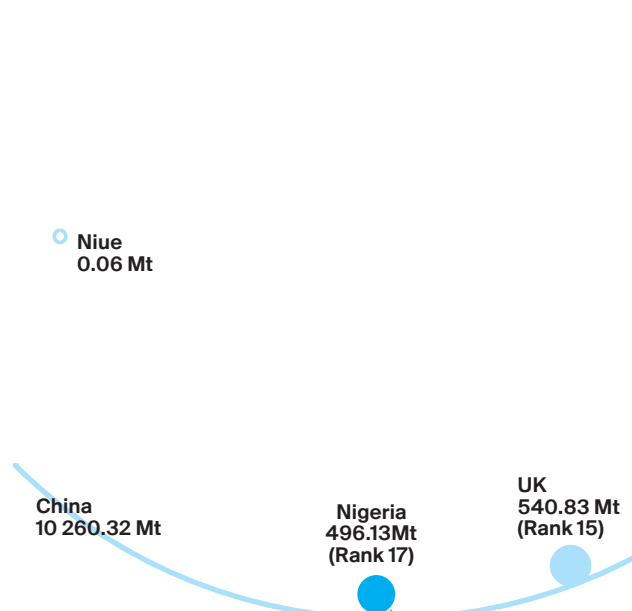 Niue
0.06 Mt
China
10 260.32 Mt
Nigeria
496.13Mt
(Rank 17)
UK
540.83 Mt
(Rank 15)